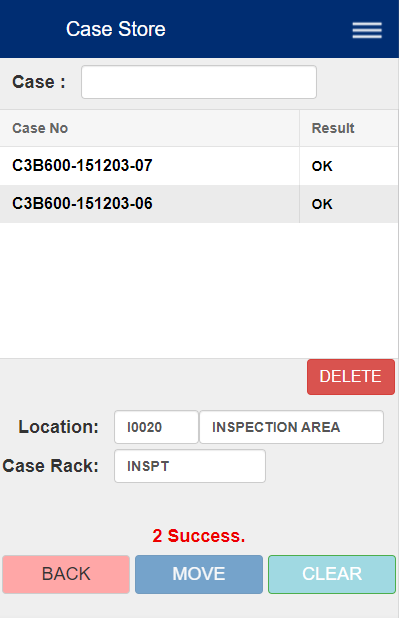 Case Store
Case :
Case No Result
C3B600-151203-07 OK
C3B600-151203-06 OK
DELETE
Location: I0020 INSPECTION AREA
Case Rack: INSPT
2 Success.
BACK MOVE CLEAR